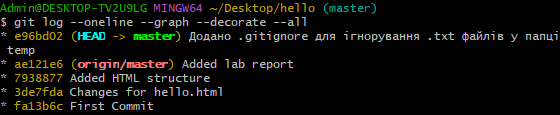 Admin@DESKTOP-TV2U9LG MINGW64 ~/Desktop/hello (master)
$ git log --oneline --graph --decorate --all
* e96bd02 (HEAD -> master) Додано .gitignore для ігнорування .txt файлів у папці
temp
* ae121e6 (origin/master) Added lab report
* 7938877 Added HTML structure
* 3de7fda Changes for hello.html
* fa13b6c First Commit